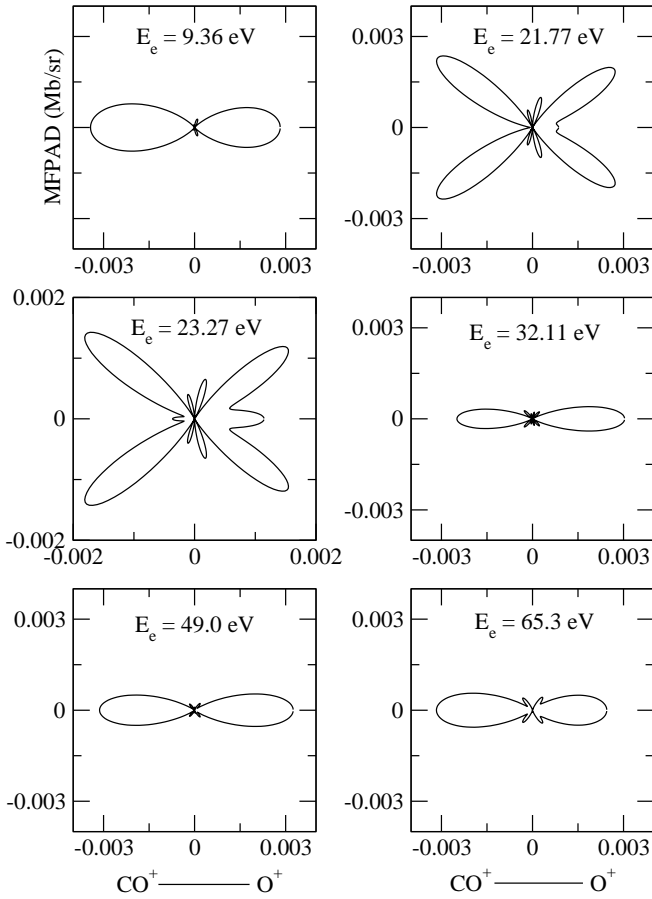 E_e = 9.36 eV
MFPAD (Mb/sr)
-0.003 0 0.003
E_e = 21.77 eV
0.003
0
-0.003
-0.003 0 0.003
E_e = 23.27 eV
0.002
0
-0.002
-0.002 0 0.002
E_e = 32.11 eV
0.003
0
-0.003
-0.003 0 0.003
E_e = 49.0 eV
0.003
0
-0.003
-0.003 0 0.003
CO⁺ O⁺
E_e = 65.3 eV
0.003
0
-0.003
-0.003 0 0.003
CO⁺ O⁺